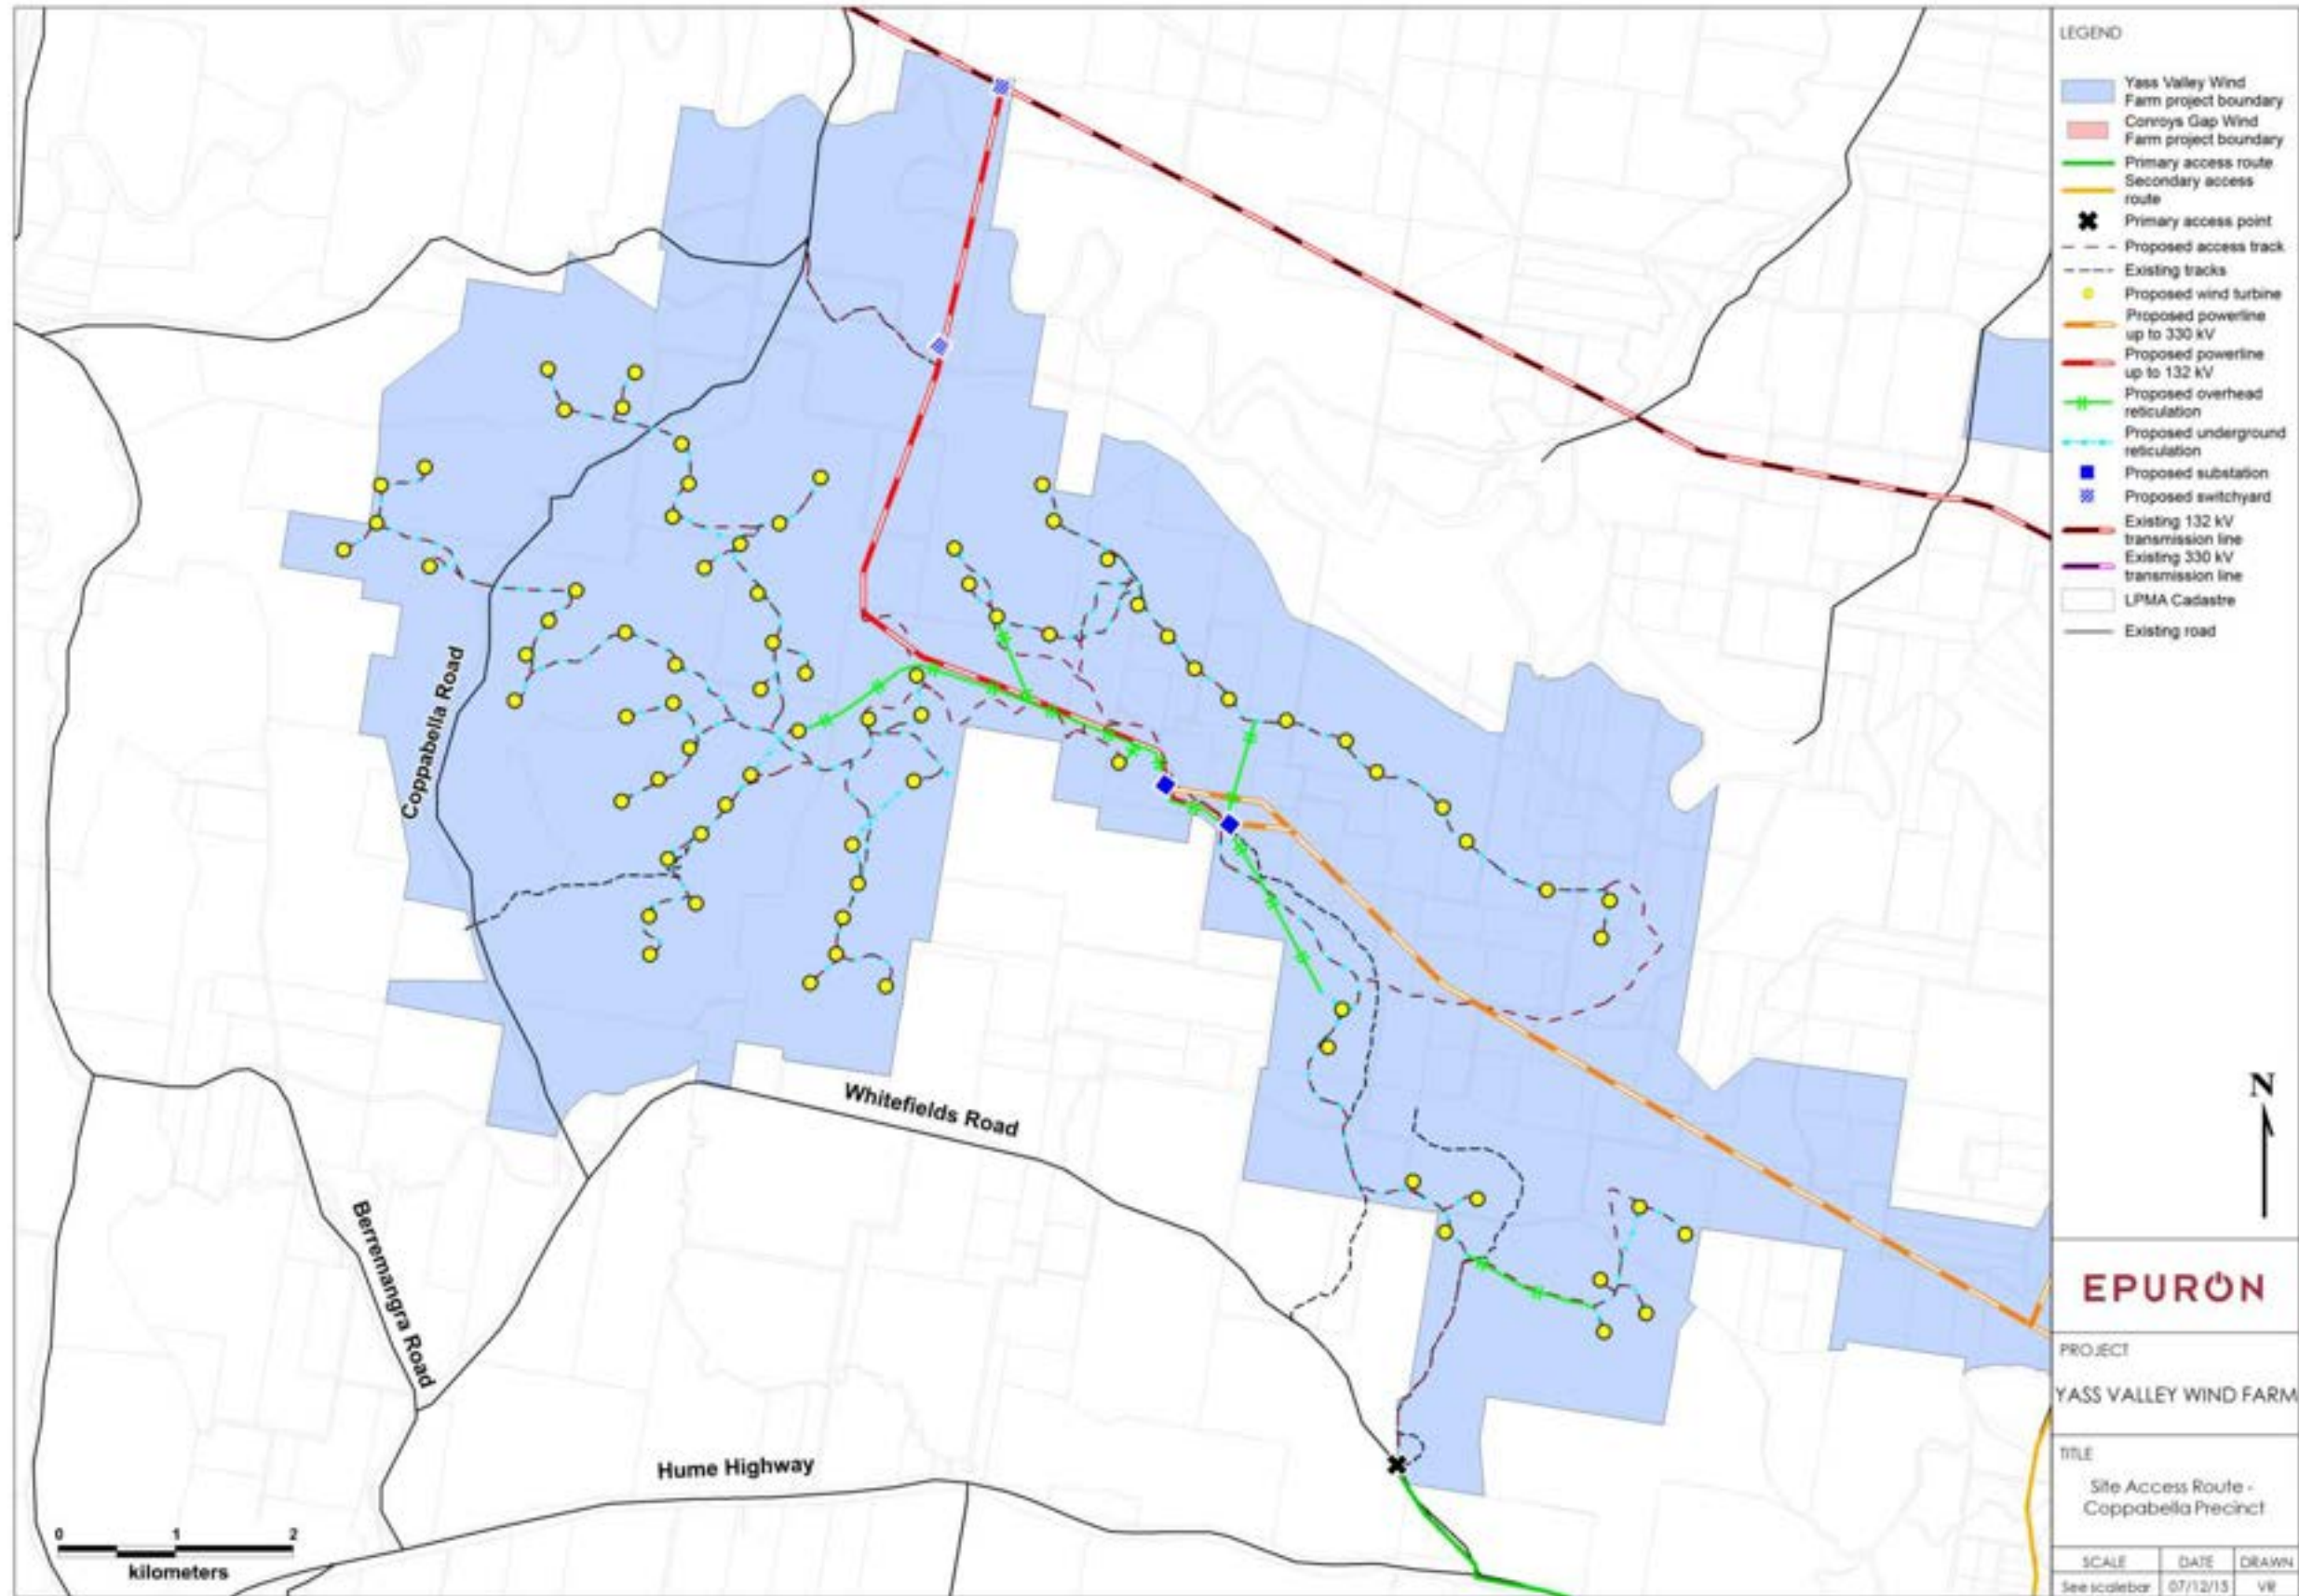 LEGEND
Yass Valley Wind
Farm project boundary
Conroys Gap Wind
Farm project boundary
Primary access route
Secondary access
route
Primary access point
Proposed access track
Existing tracks
Proposed wind turbine
Proposed powerline
up to 330 kV
Proposed powerline
up to 132 kV
Proposed overhead
reticulation
Proposed underground
reticulation
Proposed substation
Proposed switchyard
Existing 132 kV
transmission line
Existing 330 kV
transmission line
LPMA Cadastre
Existing road
Coppabella Road
Whitefields Road
Berremangra Road
Hume Highway
0 1 2
kilometers
N
EPURON
PROJECT
YASS VALLEY WIND FARM
TITLE
Site Access Route -
Coppabella Precinct
SCALE DATE DRAWN
See scalebar 07/12/15 VR